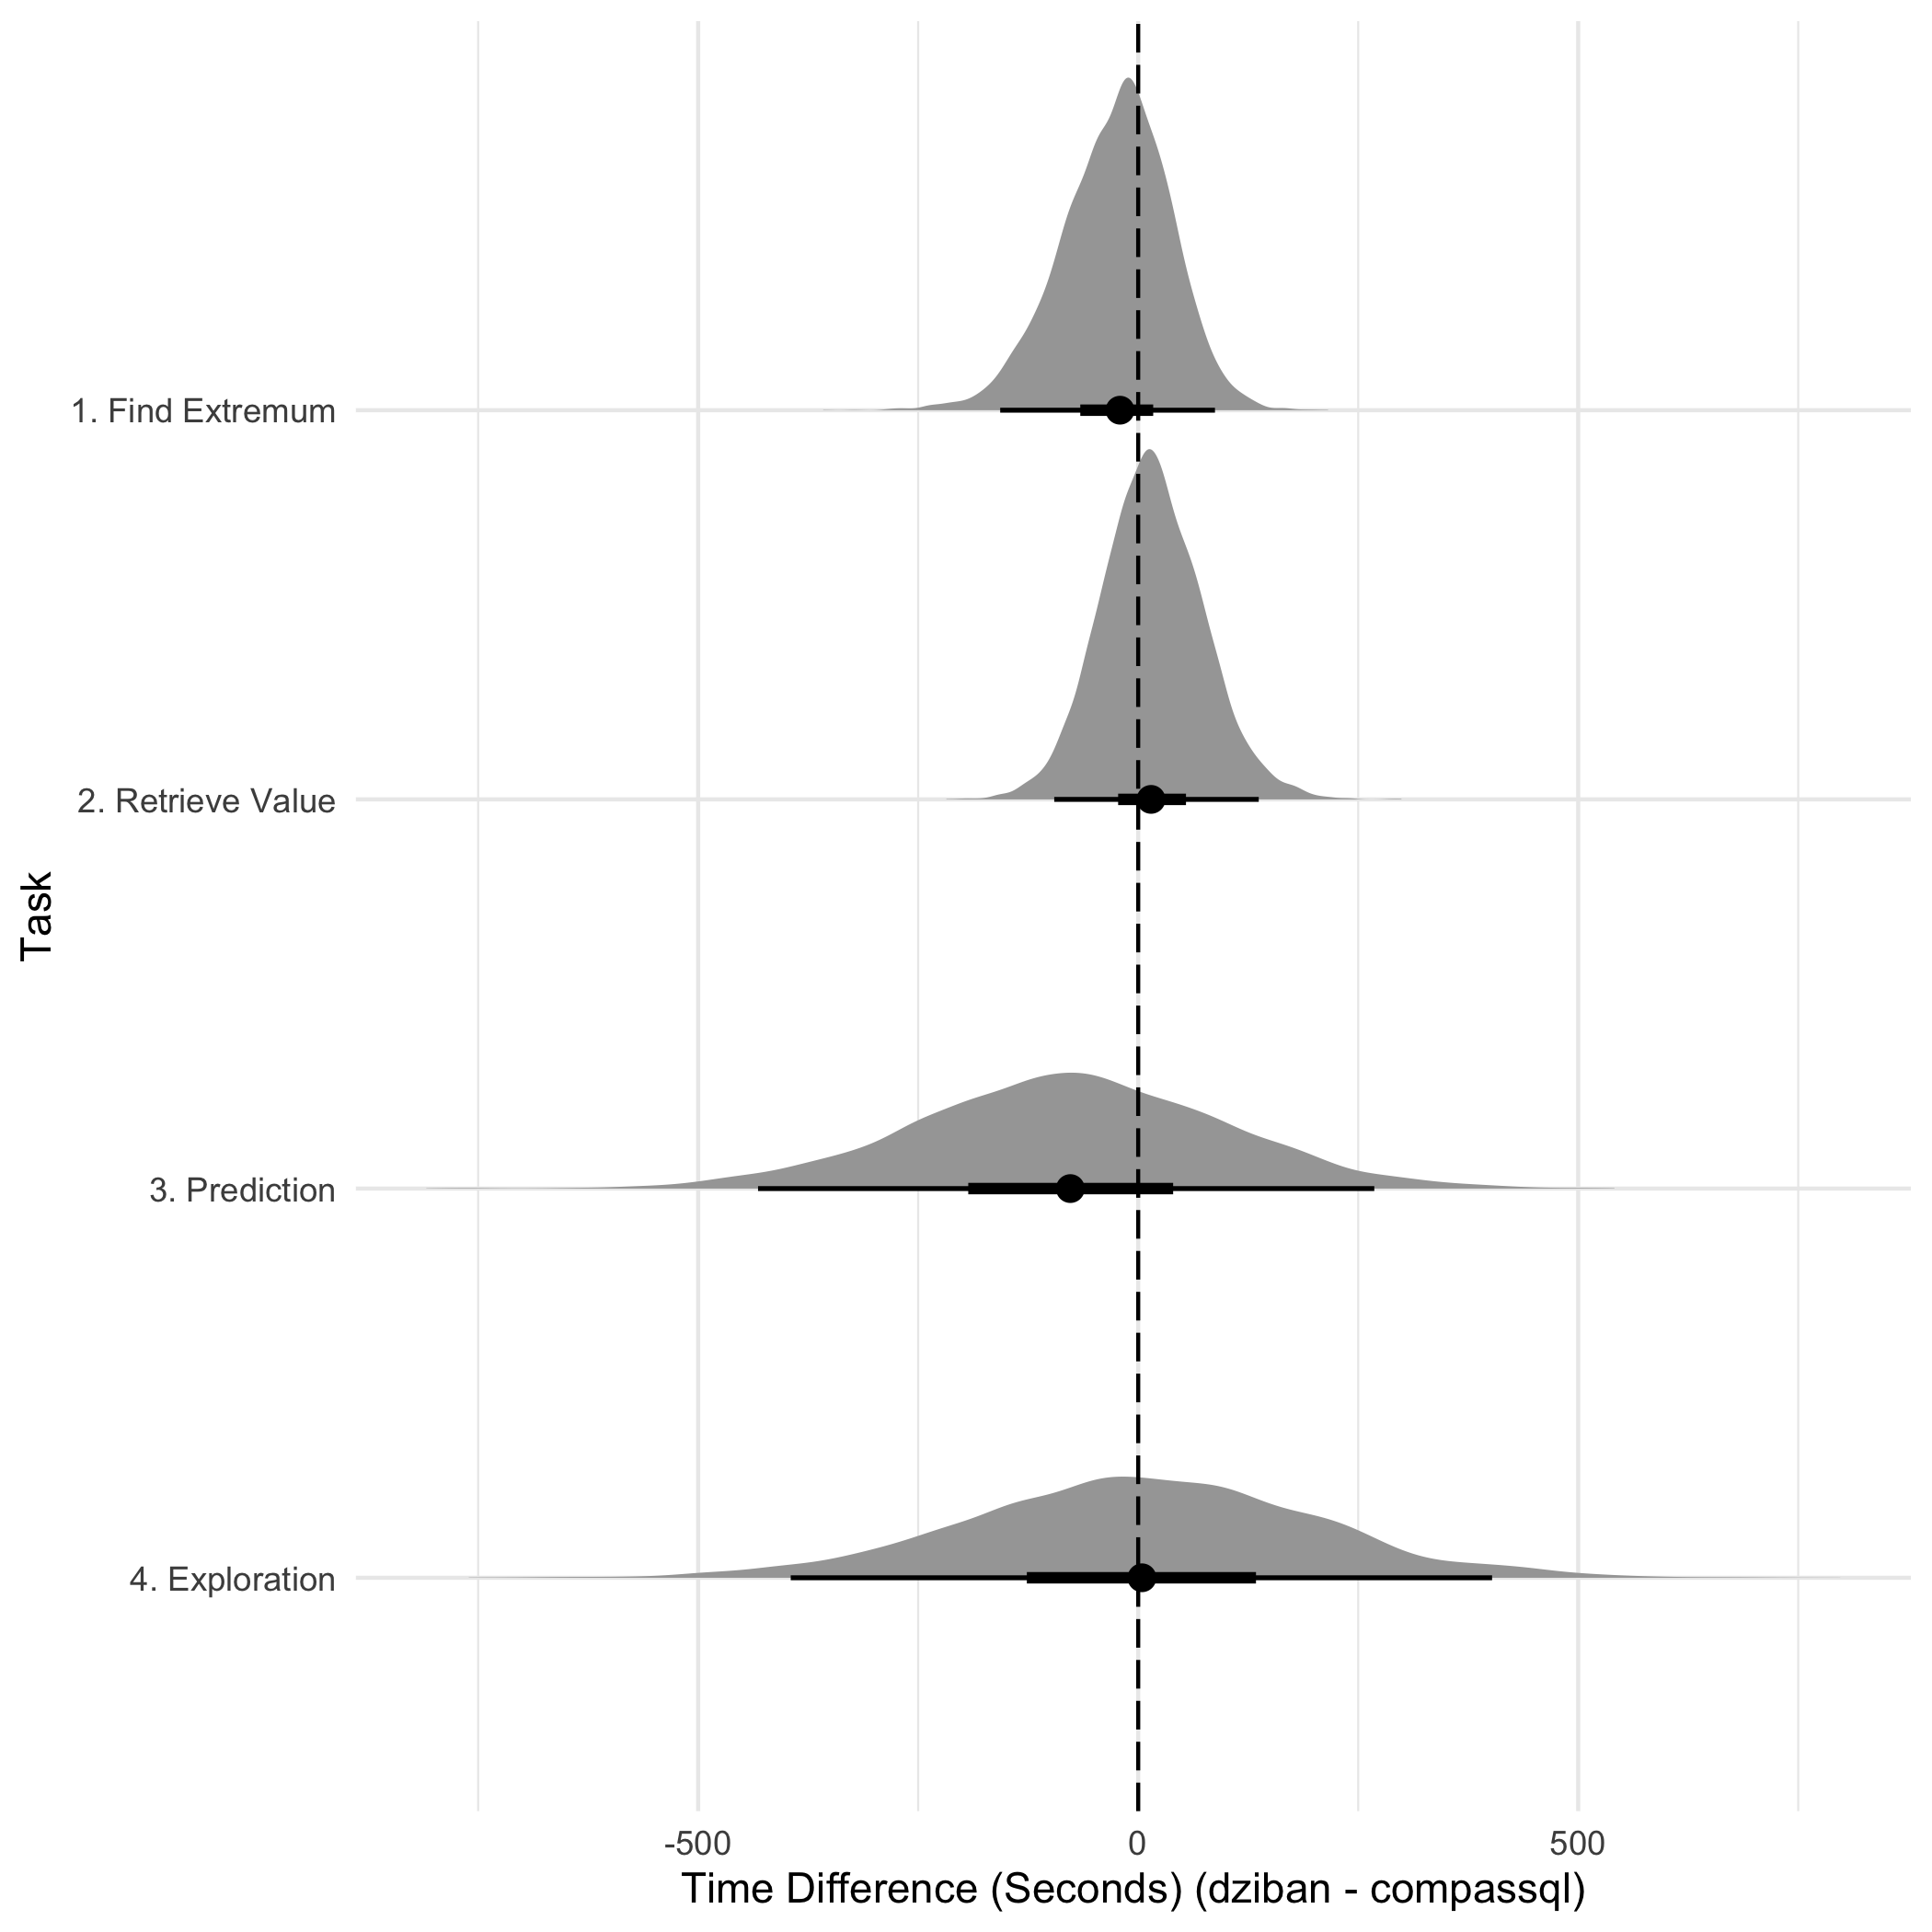 1. Find Extremum
2. Retrieve Value
Task
3. Prediction
4. Exploration
-500 0 500
Time Difference (Seconds) (dziban - compassql)